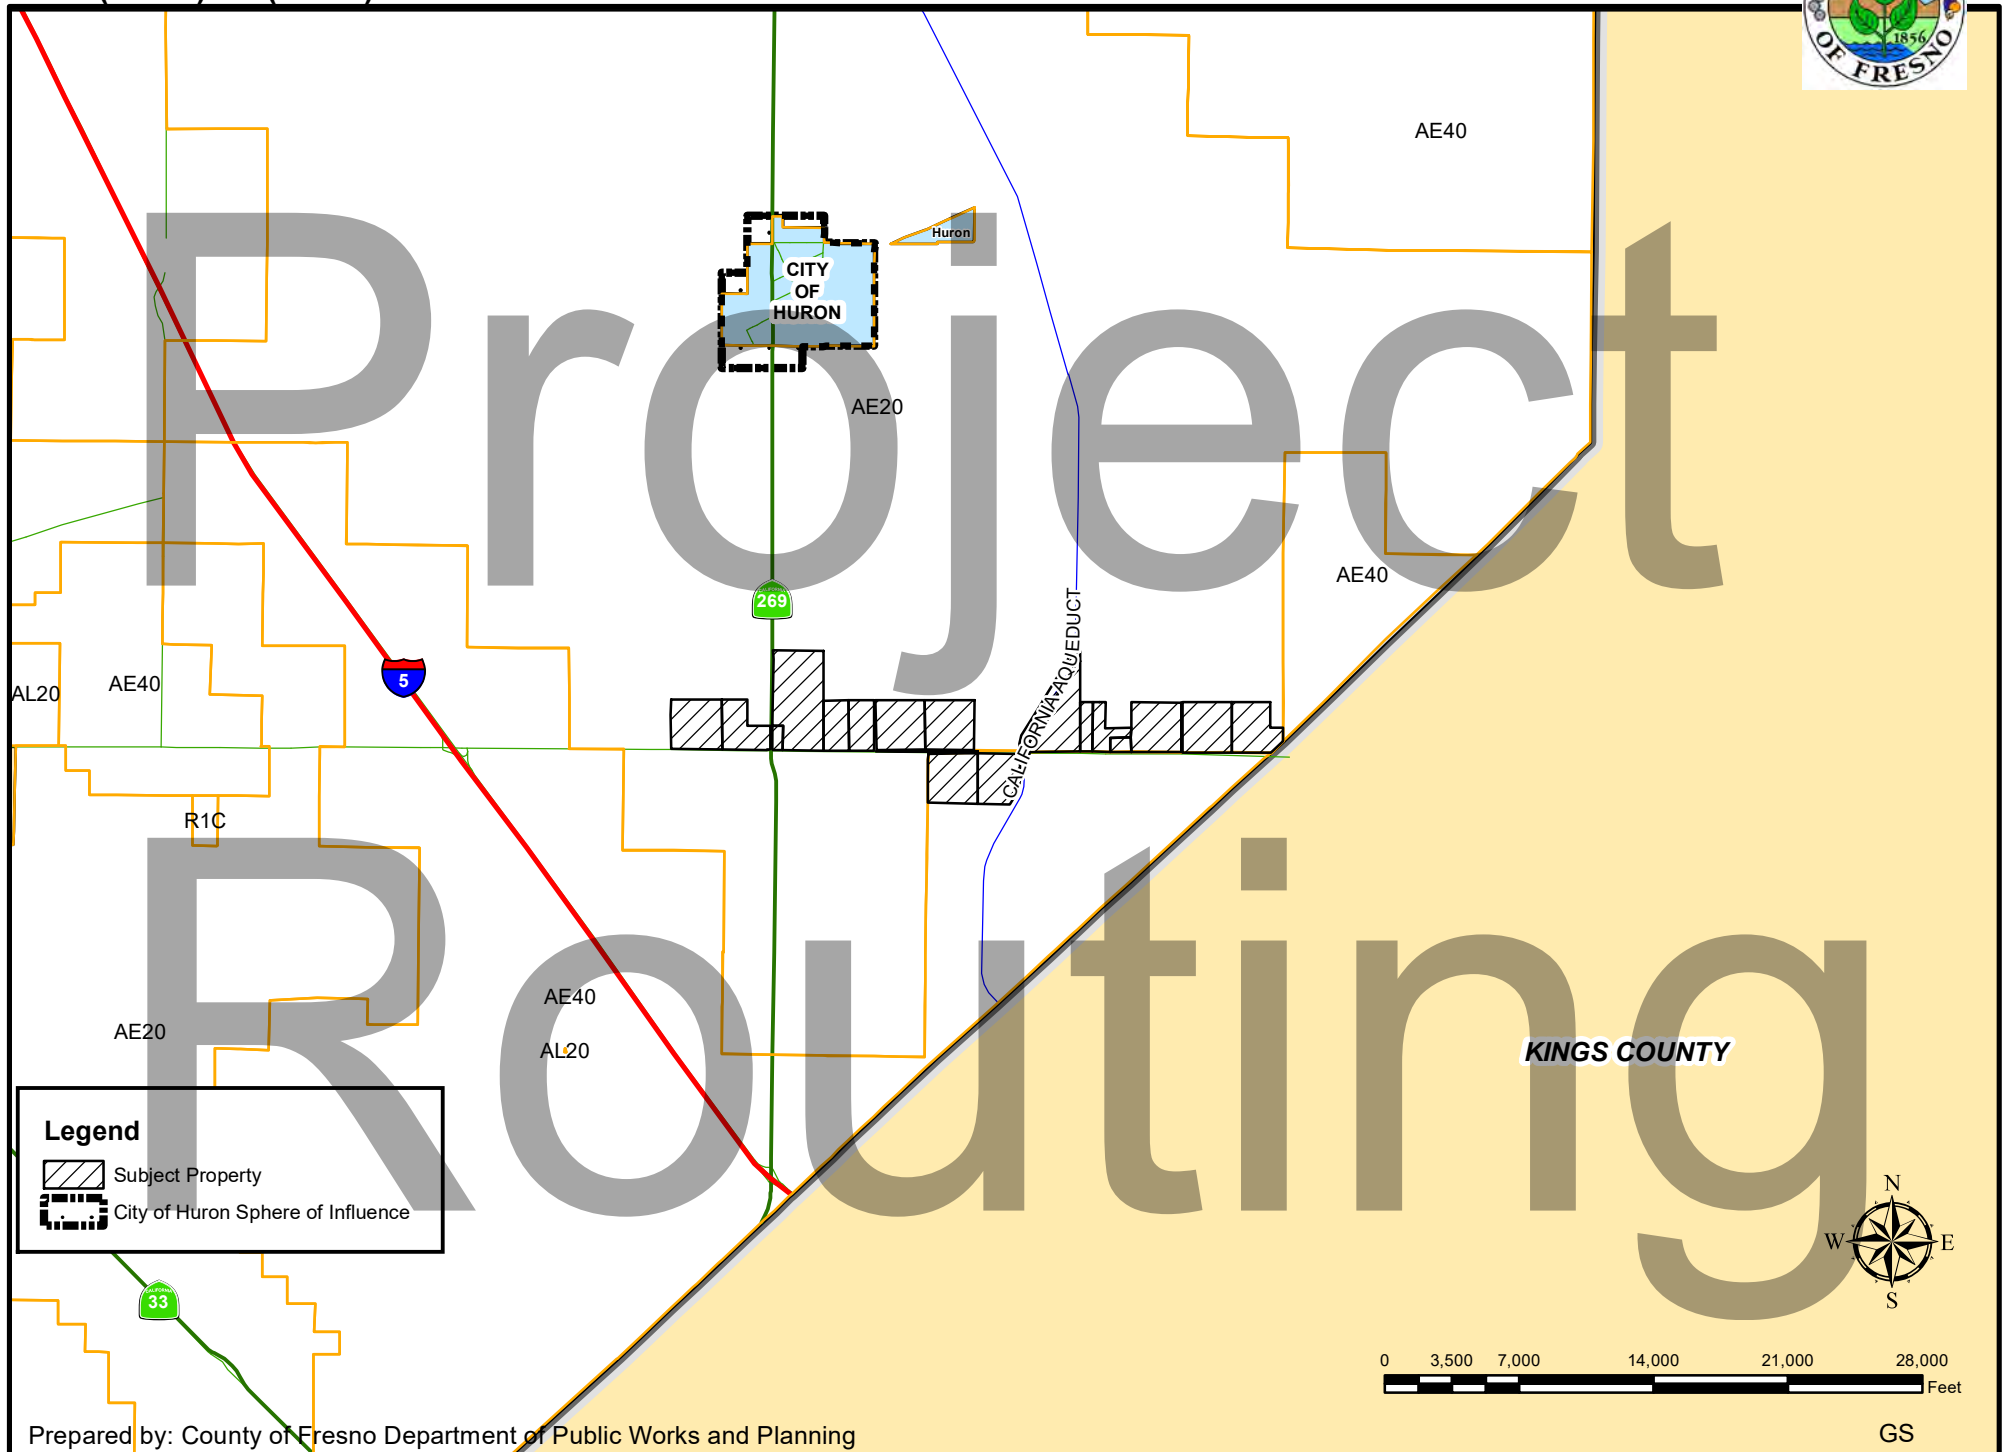 1856
OF FRESNO
AE40
Huron
CITY
OF
HURON
AE20
Project
269
AE40
CALIFORNIA AQUEDUCT
5
AL20
AE40
R1C
Routing
AE40
AE20
AL20
KINGS COUNTY
Legend
Subject Property
City of Huron Sphere of Influence
N
W
E
S
CALIFORNIA
33
0 3,500 7,000 14,000 21,000 28,000
Feet
Prepared by: County of Fresno Department of Public Works and Planning
GS